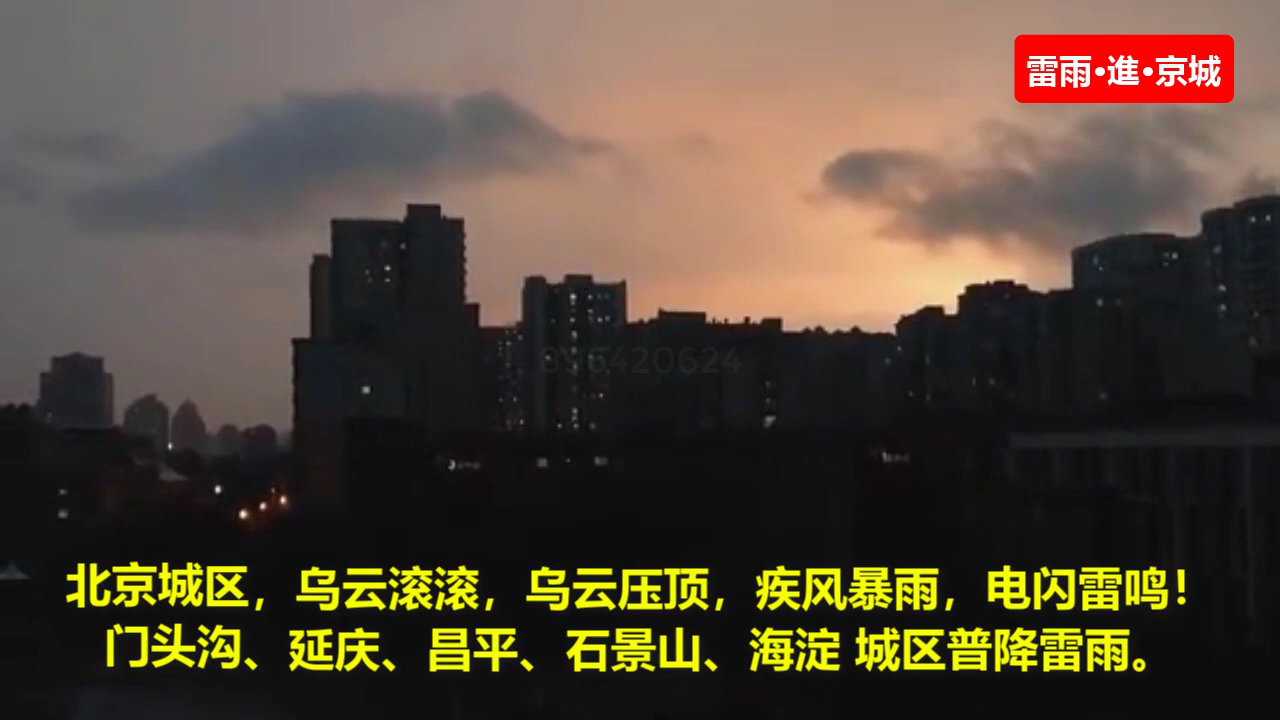 雷雨•進•京城
北京城区，乌云滚滚，乌云压顶，疾风暴雨，电闪雷鸣！
门头沟、延庆、昌平、石景山、海淀 城区普降雷雨。